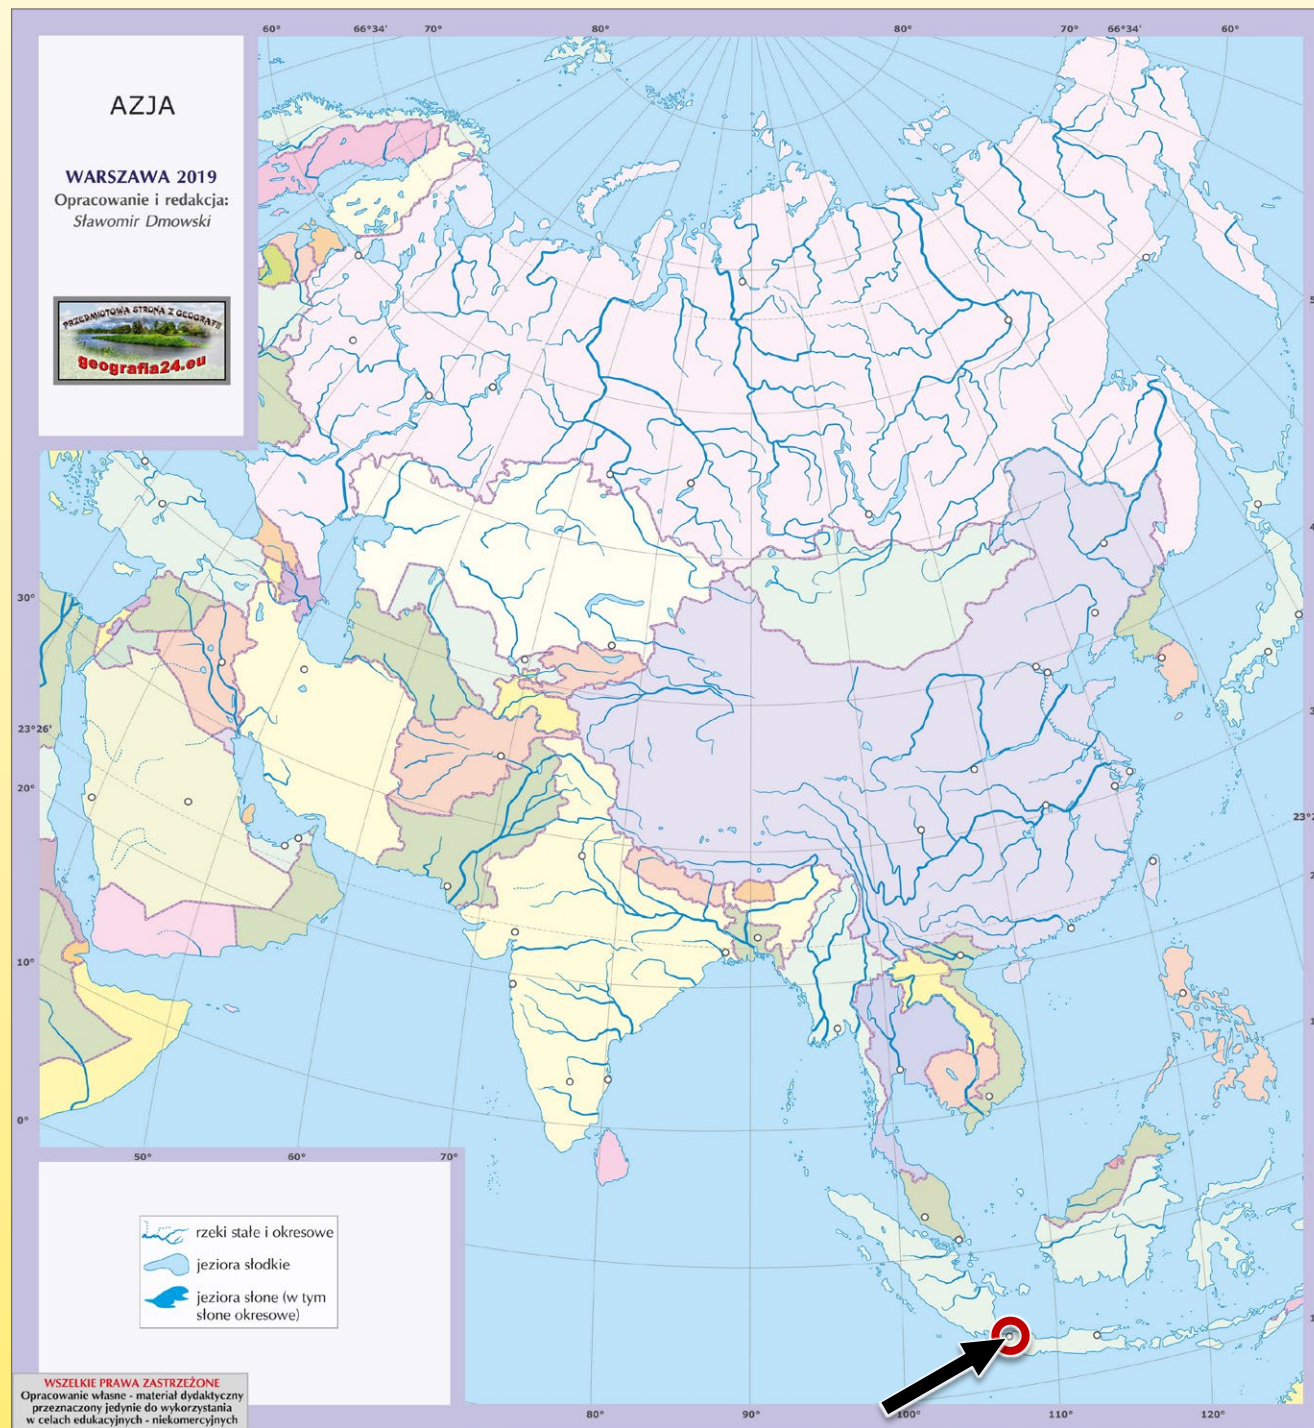 60°
66°34'
70°
80°
80°
70°
66°34'
60°
AZJA
WARSZAWA 2019
Opracowanie i redakcja:
Sławomir Dmowski
PRZEDMIOTOWA STRONA Z GEOGRAFII
geografia24.eu
30°
23°26'
20°
10°
0°
50°
60°
70°
rzeki stałe i okresowe
jeziora słodkie
jeziora słone (w tym
słone okresowe)
WSZELKIE PRAWA ZASTRZEŻONE
Opracowanie własne - materiał dydaktyczny
przeznaczony jedynie do wykorzystania
w celach edukacyjnych - niekomercyjnych
80°
90°
100°
110°
120°